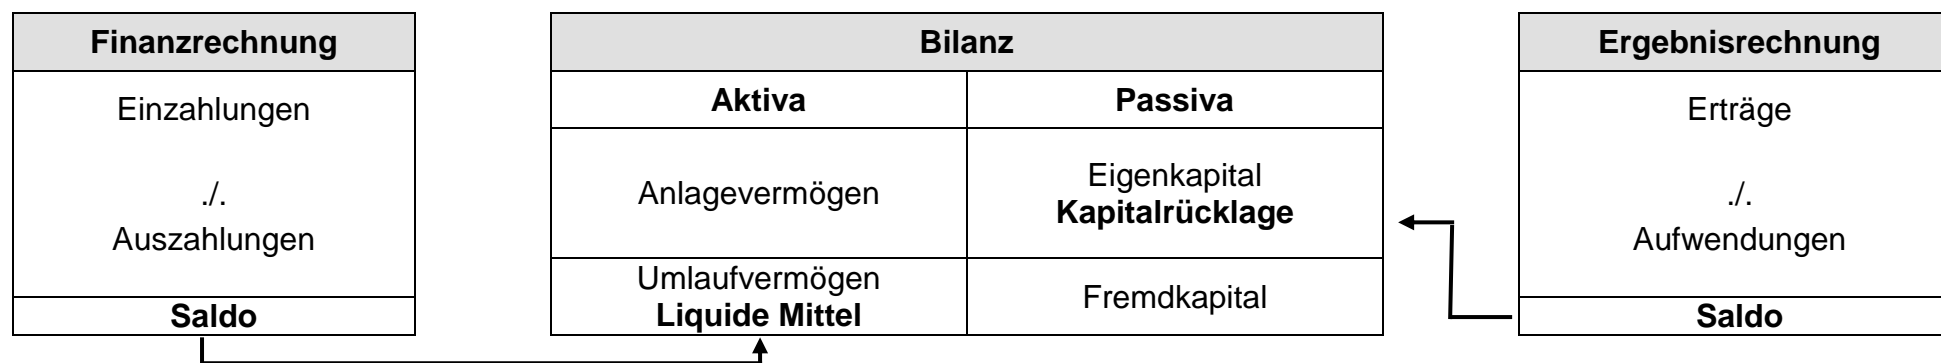 Finanzrechnung
Einzahlungen
./.
Auszahlungen
Saldo
Bilanz
Aktiva
Passiva
Anlagevermögen
Eigenkapital
Kapitalrücklage
Umlaufvermögen
Liquide Mittel
Fremdkapital
Ergebnisrechnung
Erträge
./.
Aufwendungen
Saldo